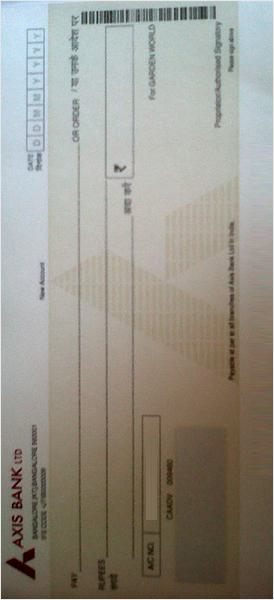 AXIS BANK LTD
BANGALORE [KT], BANGALORE 560001
IFS CODE
New Account
DATE
दिनांक
D D M M Y Y Y Y
PAY
OR ORDER / या उनके आदेश पर
RUPEES
रुपये
अदा करें
₹
A/C NO.
For GARDEN WORLD
CAADV
Payable at par at all branches of Axis Bank Ltd in India.
Proprietor/Authorised Signatory
Please sign above